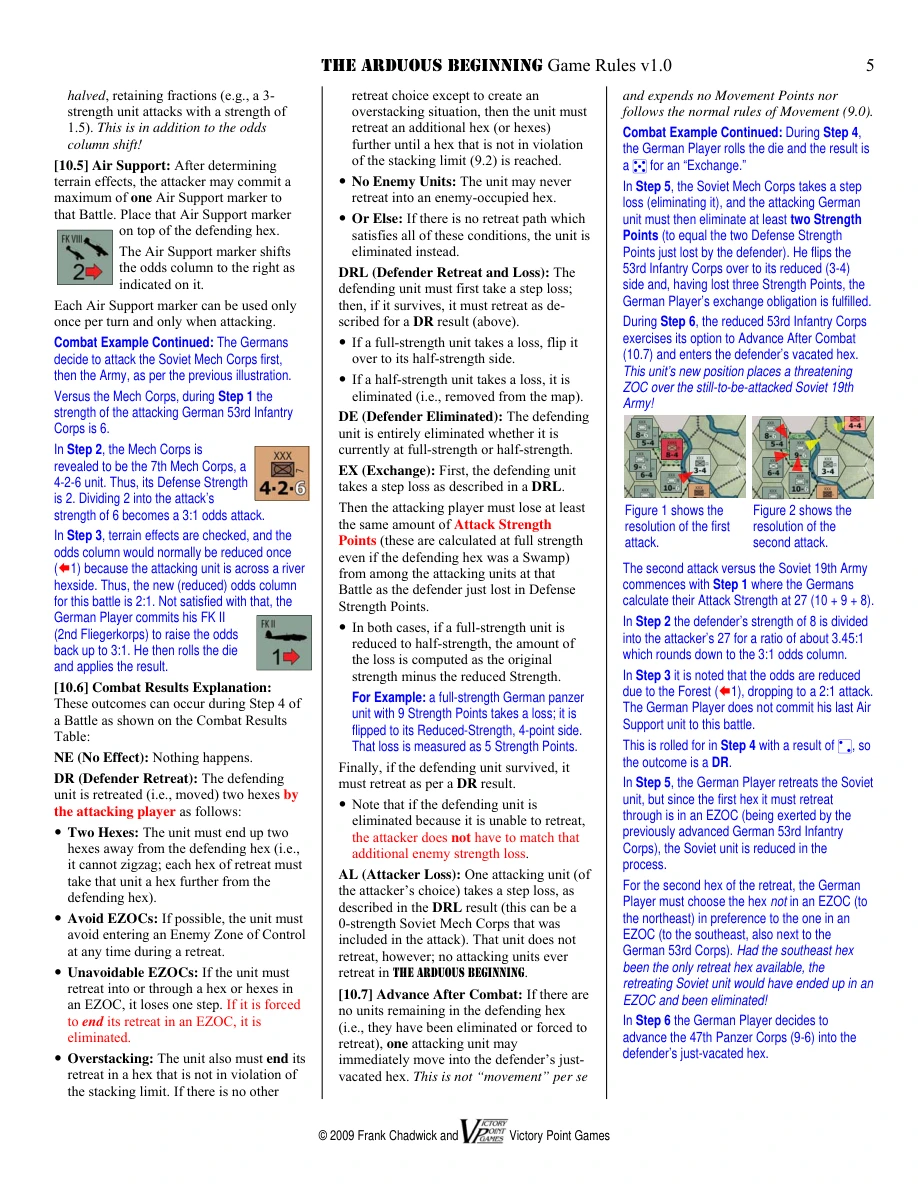 THE ARDUOUS BEGINNING Game Rules v1.0
5
halved, retaining fractions (e.g., a 3-
strength unit attacks with a strength of
1.5). This is in addition to the odds
column shift!
[10.5] Air Support: After determining
terrain effects, the attacker may commit a
maximum of one Air Support marker to
that Battle. Place that Air Support marker
on top of the defending hex.
FK VIII
2
The Air Support marker shifts
the odds column to the right as
indicated on it.
Each Air Support marker can be used only
once per turn and only when attacking.
Combat Example Continued: The Germans
decide to attack the Soviet Mech Corps first,
then the Army, as per the previous illustration.
Versus the Mech Corps, during Step 1 the
strength of the attacking German 53rd Infantry
Corps is 6.
In Step 2, the Mech Corps is
revealed to be the 7th Mech Corps, a
4-2-6 unit. Thus, its Defense Strength
is 2. Dividing 2 into the attack's
strength of 6 becomes a 3:1 odds attack.
XXX
7
4-2-6
In Step 3, terrain effects are checked, and the
odds column would normally be reduced once
(1) because the attacking unit is across a river
hexside. Thus, the new (reduced) odds column
for this battle is 2:1. Not satisfied with that, the
German Player commits his FK II
(2nd Fliegerkorps) to raise the odds
back up to 3:1. He then rolls the die
and applies the result.
FK II
1
[10.6] Combat Results Explanation:
These outcomes can occur during Step 4 of
a Battle as shown on the Combat Results
Table:
NE (No Effect): Nothing happens.
DR (Defender Retreat): The defending
unit is retreated (i.e., moved) two hexes by
the attacking player as follows:
• Two Hexes: The unit must end up two
hexes away from the defending hex (i.e.,
it cannot zigzag; each hex of retreat must
take that unit a hex further from the
defending hex).
• Avoid EZOCs: If possible, the unit must
avoid entering an Enemy Zone of Control
at any time during a retreat.
• Unavoidable EZOCs: If the unit must
retreat into or through a hex or hexes in
an EZOC, it loses one step. If it is forced
to end its retreat in an EZOC, it is
eliminated.
• Overstacking: The unit also must end its
retreat in a hex that is not in violation of
the stacking limit. If there is no other
retreat choice except to create an
overstacking situation, then the unit must
retreat an additional hex (or hexes)
further until a hex that is not in violation
of the stacking limit (9.2) is reached.
• No Enemy Units: The unit may never
retreat into an enemy-occupied hex.
• Or Else: If there is no retreat path which
satisfies all of these conditions, the unit is
eliminated instead.
DRL (Defender Retreat and Loss): The
defending unit must first take a step loss;
then, if it survives, it must retreat as de-
scribed for a DR result (above).
• If a full-strength unit takes a loss, flip it
over to its half-strength side.
• If a half-strength unit takes a loss, it is
eliminated (i.e., removed from the map).
DE (Defender Eliminated): The defending
unit is entirely eliminated whether it is
currently at full-strength or half-strength.
EX (Exchange): First, the defending unit
takes a step loss as described in a DRL.
Then the attacking player must lose at least
the same amount of Attack Strength
Points (these are calculated at full strength
even if the defending hex was a Swamp)
from among the attacking units at that
Battle as the defender just lost in Defense
Strength Points.
• In both cases, if a full-strength unit is
reduced to half-strength, the amount of
the loss is computed as the original
strength minus the reduced Strength.
For Example: a full-strength German panzer
unit with 9 Strength Points takes a loss; it is
flipped to its Reduced-Strength, 4-point side.
That loss is measured as 5 Strength Points.
Finally, if the defending unit survived, it
must retreat as per a DR result.
• Note that if the defending unit is
eliminated because it is unable to retreat,
the attacker does not have to match that
additional enemy strength loss.
AL (Attacker Loss): One attacking unit (of
the attacker's choice) takes a step loss, as
described in the DRL result (this can be a
0-strength Soviet Mech Corps that was
included in the attack). That unit does not
retreat, however; no attacking units ever
retreat in THE ARDUOUS BEGINNING.
[10.7] Advance After Combat: If there are
no units remaining in the defending hex
(i.e., they have been eliminated or forced to
retreat), one attacking unit may
immediately move into the defender's just-
vacated hex. This is not "movement" per se
and expends no Movement Points nor
follows the normal rules of Movement (9.0).
Combat Example Continued: During Step 4,
the German Player rolls the die and the result is
a for an "Exchange."
In Step 5, the Soviet Mech Corps takes a step
loss (eliminating it), and the attacking German
unit must then eliminate at least two Strength
Points (to equal the two Defense Strength
Points just lost by the defender). He flips the
53rd Infantry Corps over to its reduced (3-4)
side and, having lost three Strength Points, the
German Player's exchange obligation is fulfilled.
During Step 6, the reduced 53rd Infantry Corps
exercises its option to Advance After Combat
(10.7) and enters the defender's vacated hex.
This unit's new position places a threatening
ZOC over the still-to-be-attacked Soviet 19th
Army!
Figure 1 shows the
resolution of the first
attack.
Figure 2 shows the
resolution of the
second attack.
The second attack versus the Soviet 19th Army
commences with Step 1 where the Germans
calculate their Attack Strength at 27 (10 + 9 + 8).
In Step 2 the defender's strength of 8 is divided
into the attacker's 27 for a ratio of about 3.45:1
which rounds down to the 3:1 odds column.
In Step 3 it is noted that the odds are reduced
due to the Forest (1), dropping to a 2:1 attack.
The German Player does not commit his last Air
Support unit to this battle.
This is rolled for in Step 4 with a result of , so
the outcome is a DR.
In Step 5, the German Player retreats the Soviet
unit, but since the first hex it must retreat
through is in an EZOC (being exerted by the
previously advanced German 53rd Infantry
Corps), the Soviet unit is reduced in the
process.
For the second hex of the retreat, the German
Player must choose the hex not in an EZOC (to
the northeast) in preference to the one in an
EZOC (to the southeast, also next to the
German 53rd Corps). Had the southeast hex
been the only retreat hex available, the
retreating Soviet unit would have ended up in an
EZOC and been eliminated!
In Step 6 the German Player decides to
advance the 47th Panzer Corps (9-6) into the
defender's just-vacated hex.
© 2009 Frank Chadwick and VICTORY POINT GAMES Victory Point Games